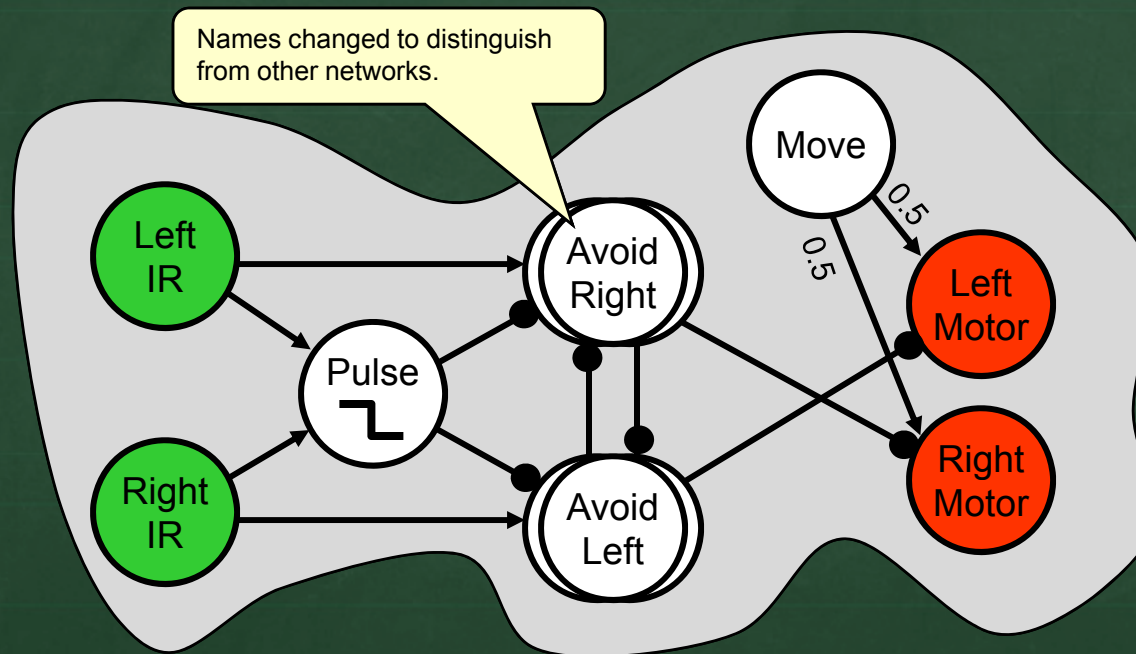 Names changed to distinguish
from other networks.
Move
0.5
0.5
Left
IR
Avoid
Right
Left
Motor
Pulse
Right
IR
Avoid
Left
Right
Motor